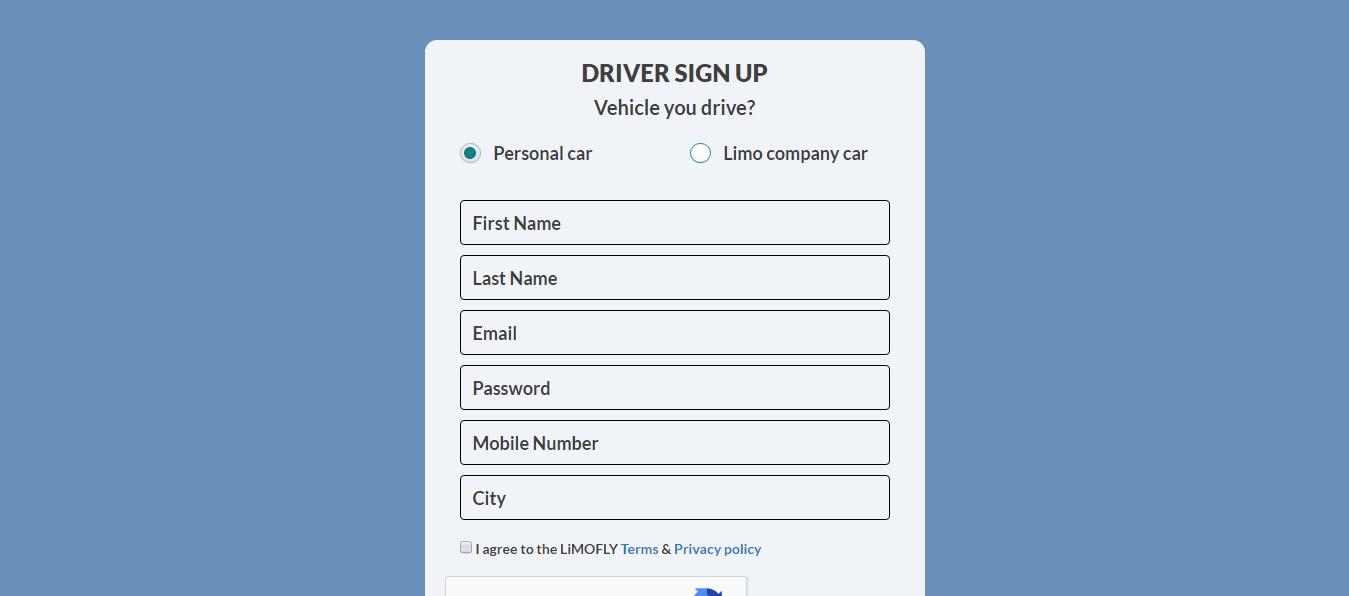 DRIVER SIGN UP
Vehicle you drive?
Personal car Limo company car
First Name
Last Name
Email
Password
Mobile Number
City
I agree to the LiMOFLY Terms & Privacy policy